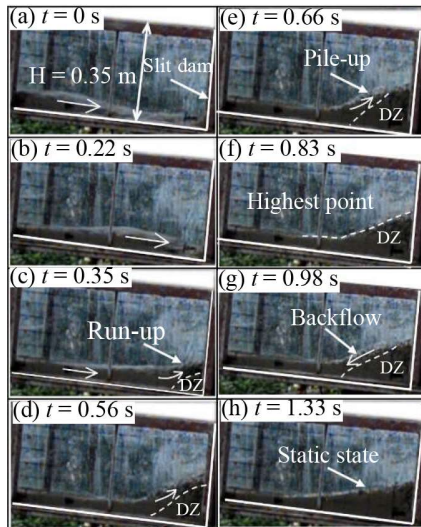 (a) t = 0 s
H = 0.35 m
Slit dam
(b) t = 0.22 s
(c) t = 0.35 s
Run-up
DZ
(d) t = 0.56 s
DZ
(e) t = 0.66 s
Pile-up
DZ
(f) t = 0.83 s
Highest point
DZ
(g) t = 0.98 s
Backflow
DZ
(h) t = 1.33 s
Static state